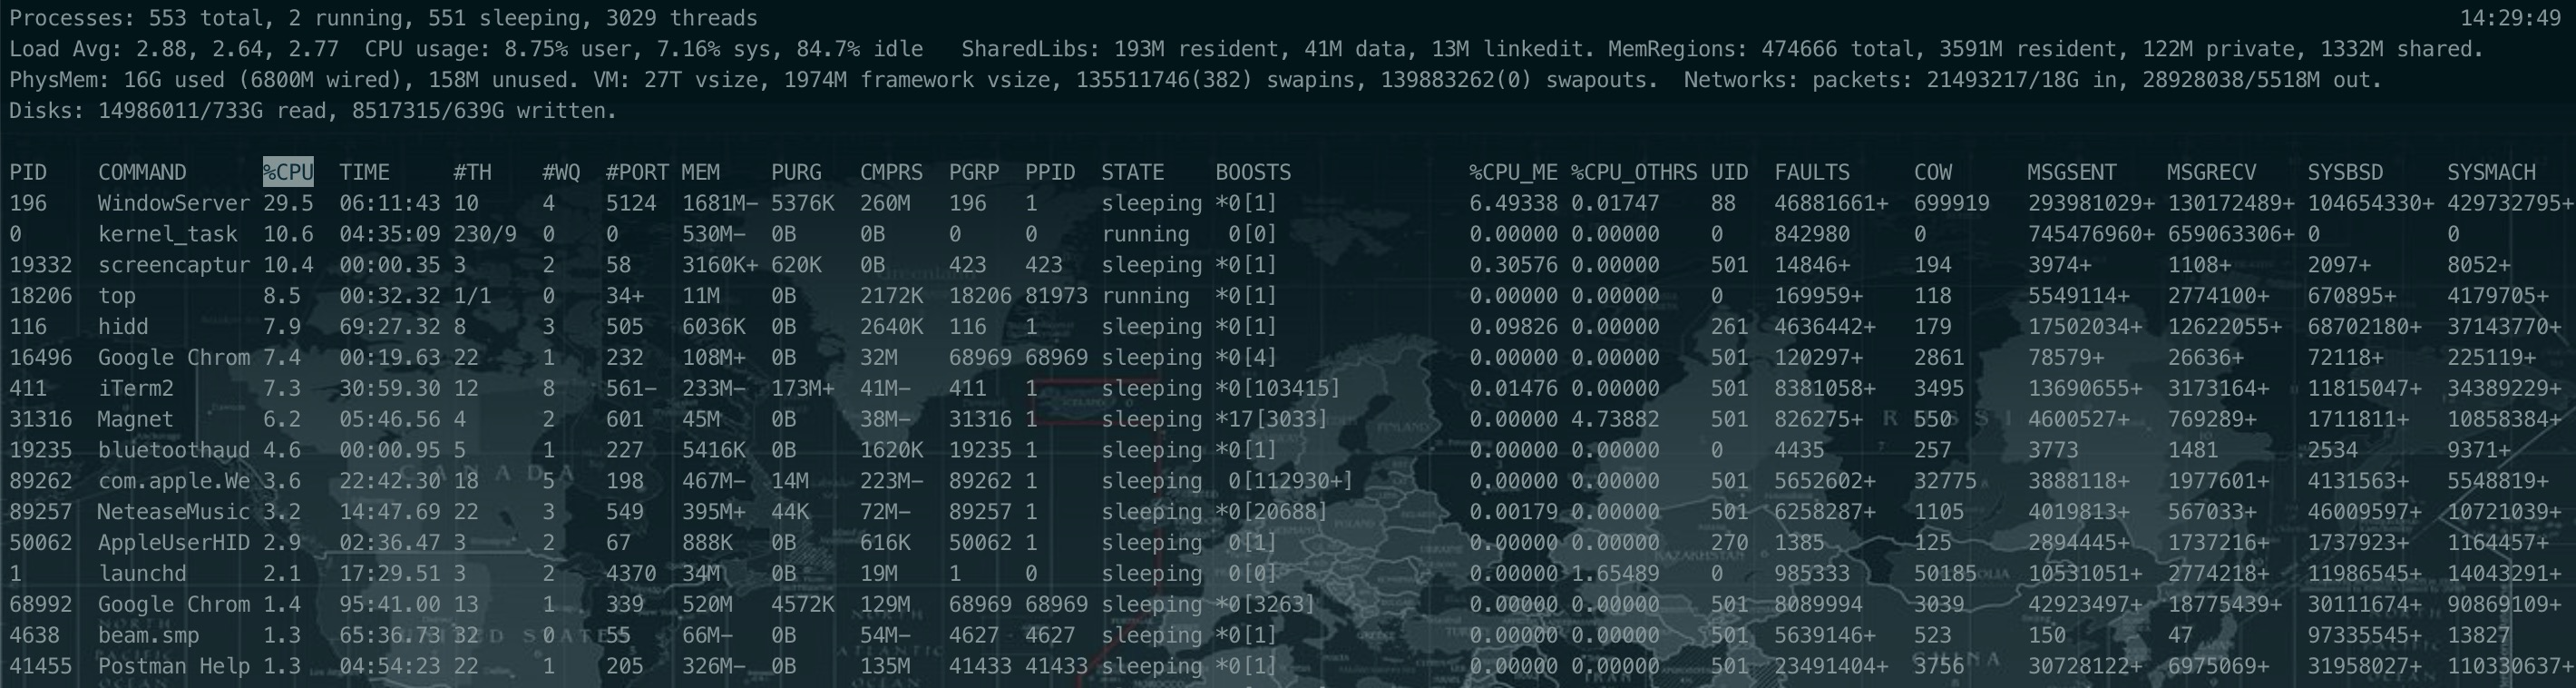 Processes: 553 total, 2 running, 551 sleeping, 3029 threads 14:29:49
Load Avg: 2.88, 2.64, 2.77 CPU usage: 8.75% user, 7.16% sys, 84.7% idle SharedLibs: 193M resident, 41M data, 13M linkedit. MemRegions: 474666 total, 3591M resident, 122M private, 1332M shared.
PhysMem: 16G used (6800M wired), 158M unused. VM: 27T vsize, 1974M framework vsize, 135511746(382) swapins, 139883262(0) swapouts. Networks: packets: 21493217/18G in, 28928038/5518M out.
Disks: 14986011/733G read, 8517315/639G written.
PID COMMAND %CPU TIME #TH #WQ #PORT MEM PURG CMPRS PGRP PPID STATE BOOSTS %CPU_ME %CPU_OTHRS UID FAULTS COW MSGSENT MSGRECV SYSBSD SYSMACH
196 WindowServer 29.5 06:11:43 10 4 5124 1681M- 5376K 260M 196 1 sleeping *0[1] 6.49338 0.01747 88 46881661+ 699919 293981029+ 130172489+ 104654330+ 429732795+
0 kernel_task 10.6 04:35:09 230/9 0 0 530M- 0B 0B 0 0 running 0[0] 0.00000 0.00000 0 842980 0 745476960+ 659063306+ 0 0
19332 screencaptur 10.4 00:00.35 3 2 58 3160K+ 620K 0B 423 423 sleeping *0[1] 0.30576 0.00000 501 14846+ 194 3974+ 1108+ 2097+ 8052+
18206 top 8.5 00:32.32 1/1 0 34+ 11M 0B 2172K 18206 81973 running *0[1] 0.00000 0.00000 0 169959+ 118 5549114+ 2774100+ 670895+ 4179705+
116 hidd 7.9 69:27.32 8 3 505 6036K 0B 2640K 116 1 sleeping *0[1] 0.09826 0.00000 261 4636442+ 179 17502034+ 12622055+ 68702180+ 37143770+
16496 Google Chrom 7.4 00:19.63 22 1 232 108M+ 0B 32M 68969 68969 sleeping *0[4] 0.00000 0.00000 501 120297+ 2861 78579+ 26636+ 72118+ 225119+
411 iTerm2 7.3 30:59.30 12 8 561- 233M- 173M+ 41M- 411 1 sleeping *0[103415] 0.01476 0.00000 501 8381058+ 3495 13690655+ 3173164+ 11815047+ 34389229+
31316 Magnet 6.2 05:46.56 4 2 601 45M 0B 38M- 31316 1 sleeping *17[3033] 0.00000 4.73882 501 826275+ 550 4600527+ 769289+ 1711811+ 10858384+
19235 bluetoothaud 4.6 00:00.95 5 1 227 5416K 0B 1620K 19235 1 sleeping *0[1] 0.00000 0.00000 0 4435 257 3773 1481 2534 9371+
89262 com.apple.We 3.6 22:42.30 18 5 198 467M- 14M 223M- 89262 1 sleeping 0[112930+] 0.00000 0.00000 501 5652602+ 32775 3888118+ 1977601+ 4131563+ 5548819+
89257 NeteaseMusic 3.2 14:47.69 22 3 549 395M+ 44K 72M- 89257 1 sleeping *0[20688] 0.00179 0.00000 501 6258287+ 1105 4019813+ 567033+ 46009597+ 10721039+
50062 AppleUserHID 2.9 02:36.47 3 2 67 888K 0B 616K 50062 1 sleeping 0[1] 0.00000 0.00000 270 1385 125 2894445+ 1737216+ 1737923+ 1164457+
1 launchd 2.1 17:29.51 3 2 4370 34M 0B 19M 1 0 sleeping 0[0] 0.00000 1.65489 0 985333 50185 10531051+ 2774218+ 11986545+ 14043291+
68992 Google Chrom 1.4 95:41.00 13 1 339 520M 4572K 129M 68969 68969 sleeping *0[3263] 0.00000 0.00000 501 8089994 3039 42923497+ 18775439+ 30111674+ 90869109+
4638 beam.smp 1.3 65:36.73 32 0 55 66M- 0B 54M- 4627 4627 sleeping *0[1] 0.00000 0.00000 501 5639146+ 523 150 47 97335545+ 13827
41455 Postman Help 1.3 04:54:23 22 1 205 326M- 0B 135M 41433 41433 sleeping *0[1] 0.00000 0.00000 501 23491404+ 3756 30728122+ 6975069+ 31958027+ 110330637+